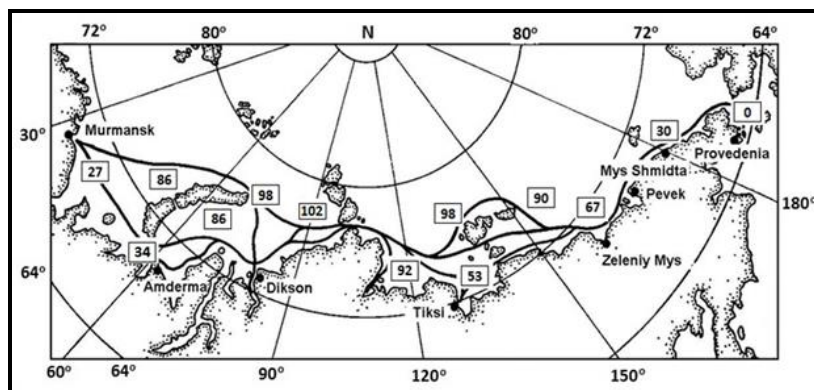 72° 80° N 80° 72° 64°
0
30
30° Murmansk
Provedenia
Mys Shmidta
27
86
98
90
Pevek
98
67
180°
86
102
34
Zeleniy Mys
92
53
64°
Amderma
Dikson
Tiksi
60° 64° 90° 120° 150°